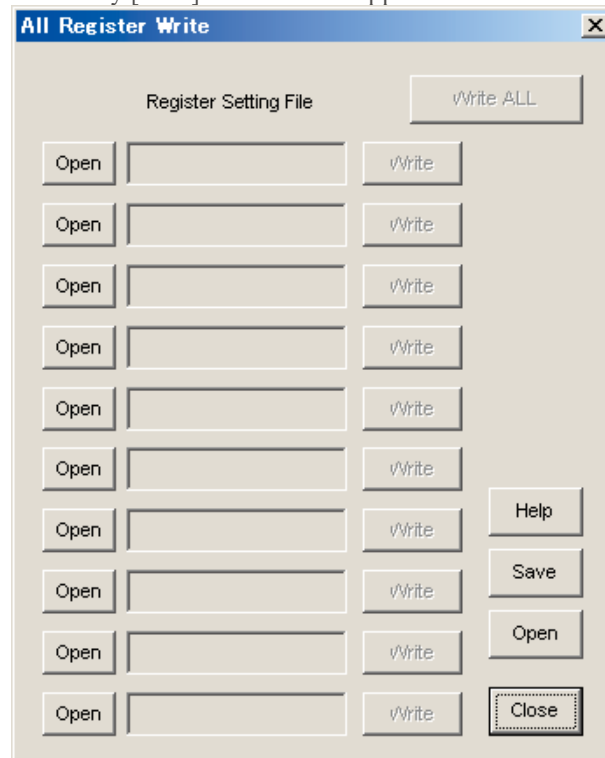 All Register Write
Register Setting File
Write ALL
Open Write
Open Write
Open Write
Open Write
Open Write
Open Write
Open Write
Help
Open Write
Save
Open Write
Open
Open Write
Close